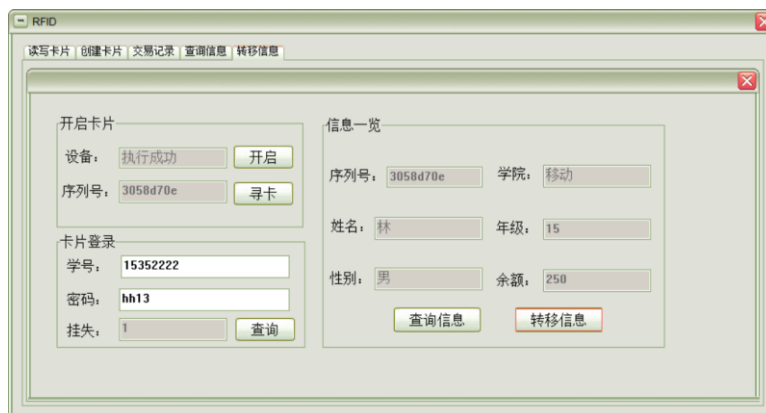 RFID
读写卡片 创建卡片 交易记录 查询信息 转移信息
开启卡片
设备： 执行成功 开启
序列号： 3058d70e 寻卡
卡片登录
学号： 15352222
密码： hh13
挂失： 1 查询
信息一览
序列号： 3058d70e 学院： 移动
姓名： 林 年级： 15
性别： 男 余额： 250
查询信息 转移信息